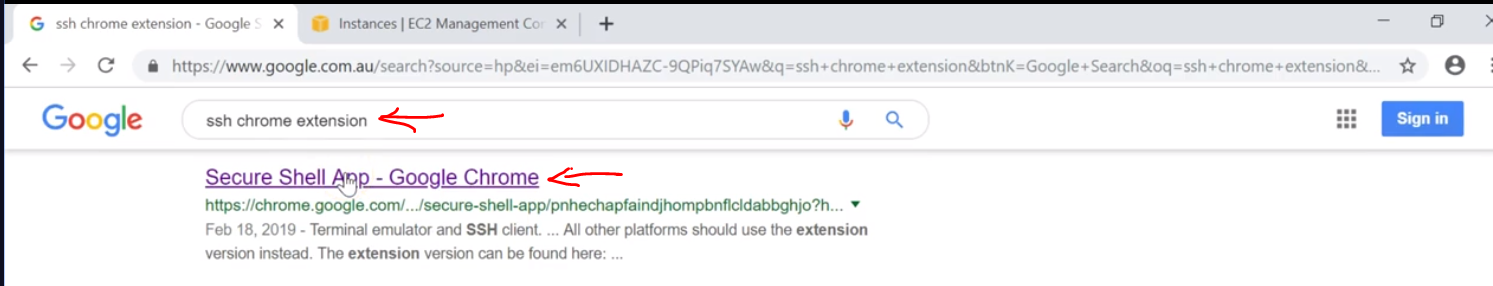 ssh chrome extension - Google S
Instances | EC2 Management Con
https://www.google.com.au/search?source=hp&ei=em6UXIDHAZC-9QPiq7SYAw&q=ssh+chrome+extension&btnK=Google+Search&oq=ssh+chrome+extension&...
Google
ssh chrome extension
Sign in
Secure Shell App - Google Chrome
https://chrome.google.com/.../secure-shell-app/pnhechapfaindjhompbnflcldabbghjo?h...
Feb 18, 2019 - Terminal emulator and SSH client. ... All other platforms should use the extension
version instead. The extension version can be found here: ...